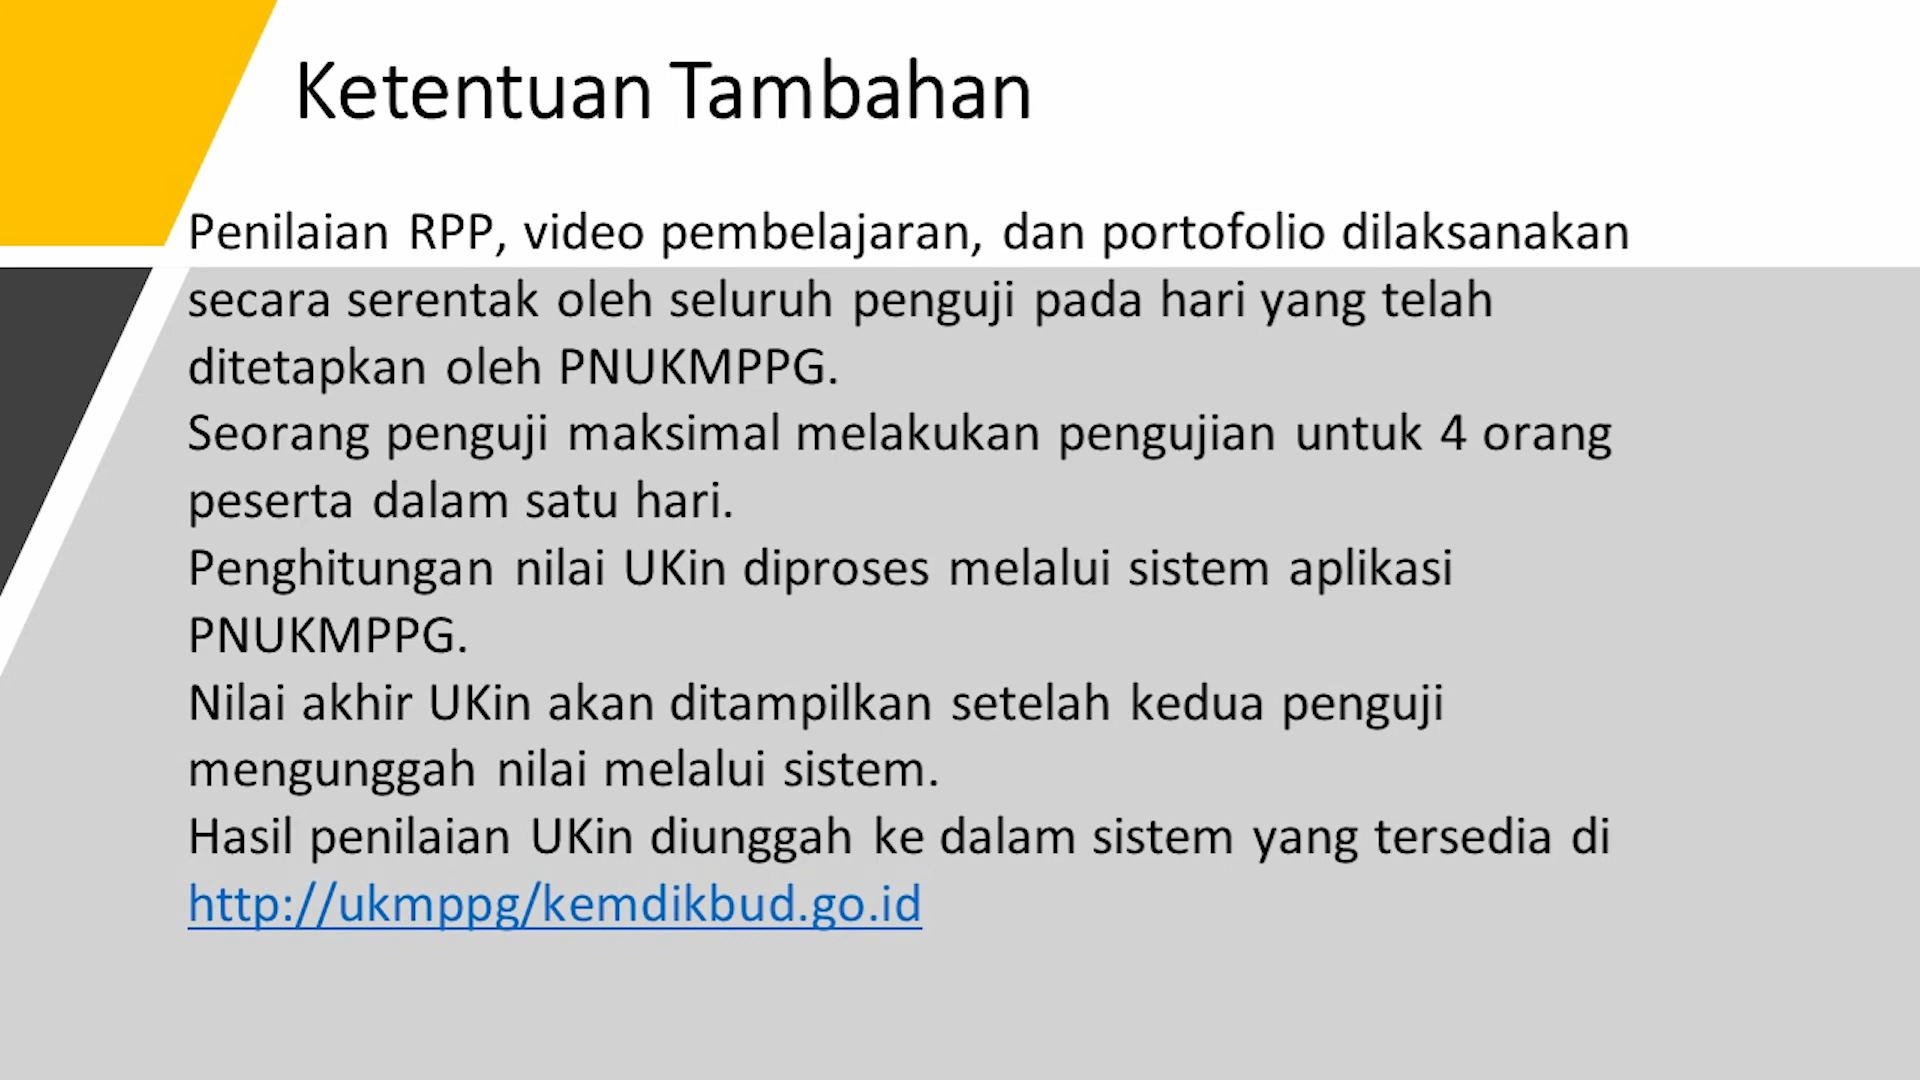 Ketentuan Tambahan
Penilaian RPP, video pembelajaran, dan portofolio dilaksanakan
secara serentak oleh seluruh penguji pada hari yang telah
ditetapkan oleh PNUKMPPG.
Seorang penguji maksimal melakukan pengujian untuk 4 orang
peserta dalam satu hari.
Penghitungan nilai UKin diproses melalui sistem aplikasi
PNUKMPPG.
Nilai akhir UKin akan ditampilkan setelah kedua penguji
mengunggah nilai melalui sistem.
Hasil penilaian UKin diunggah ke dalam sistem yang tersedia di
http://ukmppg/kemdikbud.go.id